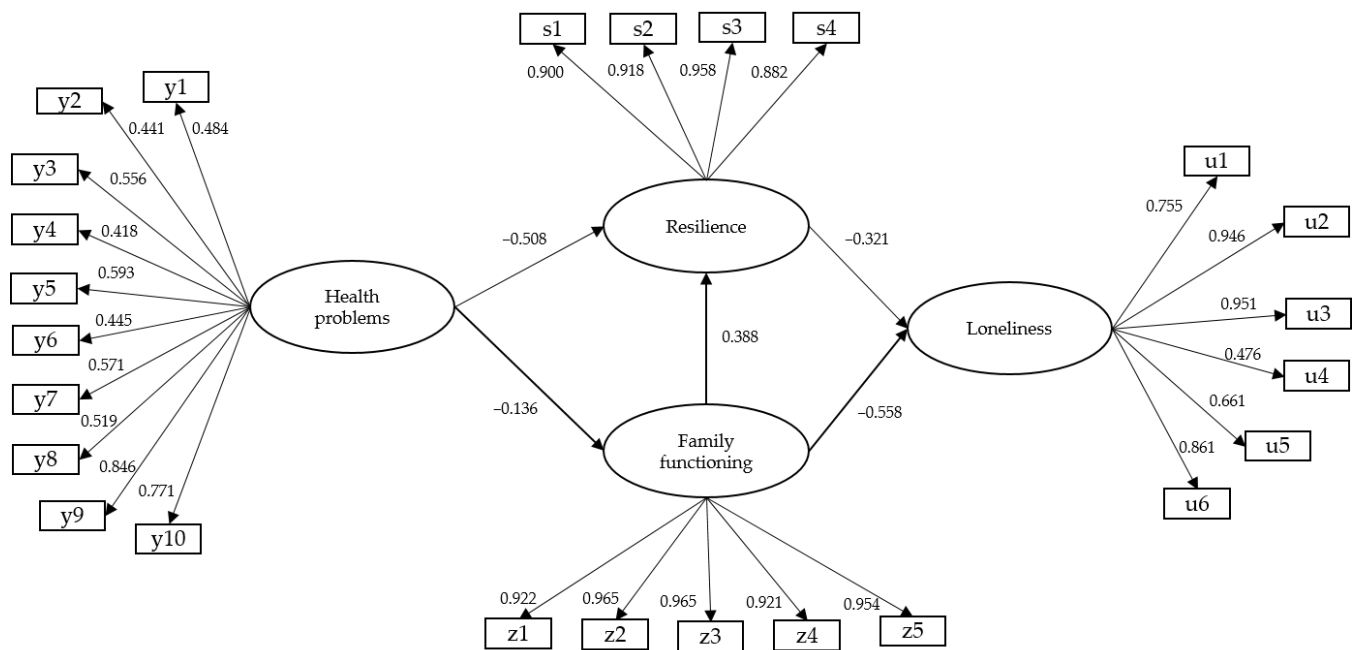 s1
s2
s3
s4
0.900
0.918
0.958
0.882
y1
y2
y3
y4
y5
y6
y7
y8
y9
y10
0.484
0.441
0.556
0.418
0.593
0.445
0.571
0.519
0.846
0.771
Health
problems
–0.508
–0.136
Resilience
0.388
Family
functioning
–0.321
–0.558
Loneliness
u1
u2
u3
u4
u5
u6
0.755
0.946
0.951
0.476
0.661
0.861
0.922
0.965
0.965
0.921
0.954
z1
z2
z3
z4
z5